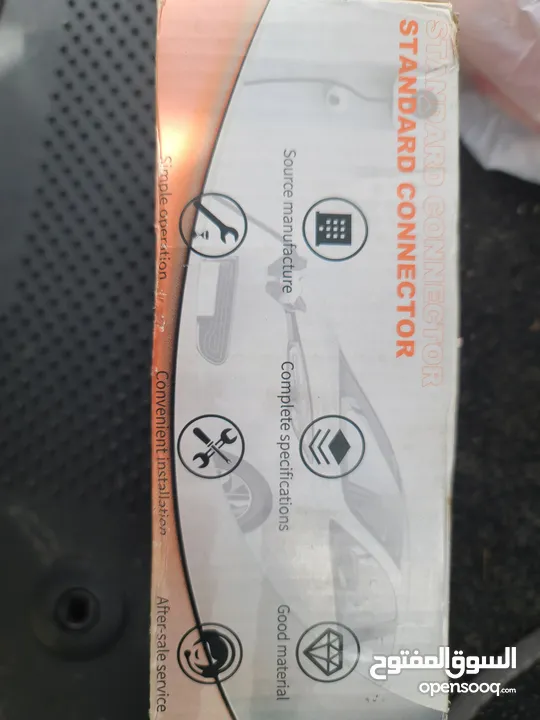 STANDARD CONNECTOR
STANDARD CONNECTOR
Source manufacture
Complete specifications
Good material
Simple operation
Convenient installation
After-sale service
السوق المفتوح
opensooq.com